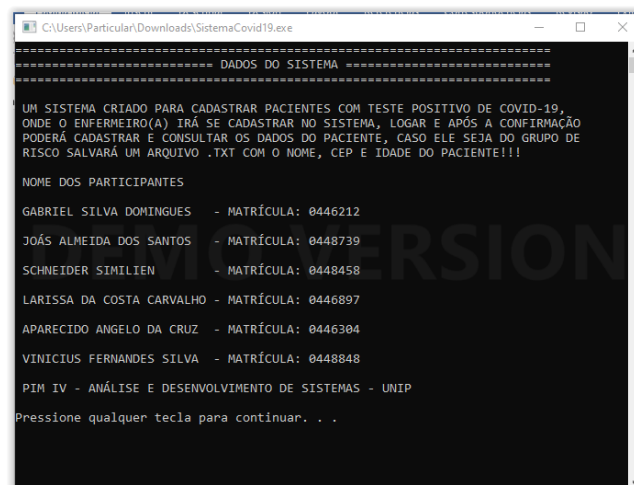 C:\Users\Particular\Downloads\SistemaCovid19.exe
==========================================================================
============================ DADOS DO SISTEMA ============================
==========================================================================
UM SISTEMA CRIADO PARA CADASTRAR PACIENTES COM TESTE POSITIVO DE COVID-19,
ONDE O ENFERMEIRO(A) IRÁ SE CADASTRAR NO SISTEMA, LOGAR E APÓS A CONFIRMAÇÃO
PODERÁ CADASTRAR E CONSULTAR OS DADOS DO PACIENTE, CASO ELE SEJA DO GRUPO DE
RISCO SALVARÁ UM ARQUIVO .TXT COM O NOME, CEP E IDADE DO PACIENTE!!!
NOME DOS PARTICIPANTES
GABRIEL SILVA DOMINGUES - MATRÍCULA: 0446212
JOÁS ALMEIDA DOS SANTOS - MATRÍCULA: 0448739
DEMO VERSION
SCHNEIDER SIMILIEN - MATRÍCULA: 0448458
LARISSA DA COSTA CARVALHO - MATRÍCULA: 0446897
APARECIDO ANGELO DA CRUZ - MATRÍCULA: 0446304
VINICIUS FERNANDES SILVA - MATRÍCULA: 0448848
PIM IV - ANÁLISE E DESENVOLVIMENTO DE SISTEMAS - UNIP
Pressione qualquer tecla para continuar. . .